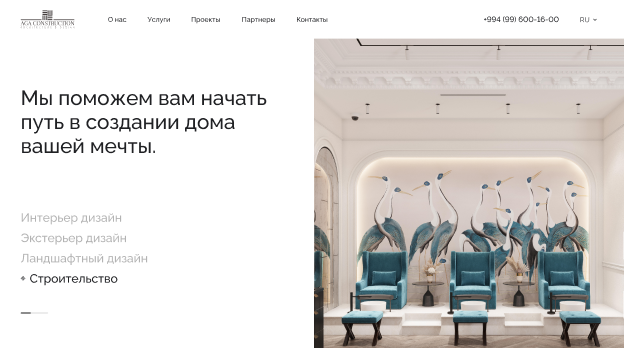 AGA CONSTRUCTION
О нас
Услуги
Проекты
Партнеры
Контакты
+994 (99) 600-16-00
RU
Мы поможем вам начать
путь в создании дома
вашей мечты.
Интерьер дизайн
Экстерьер дизайн
Ландшафтный дизайн
Строительство